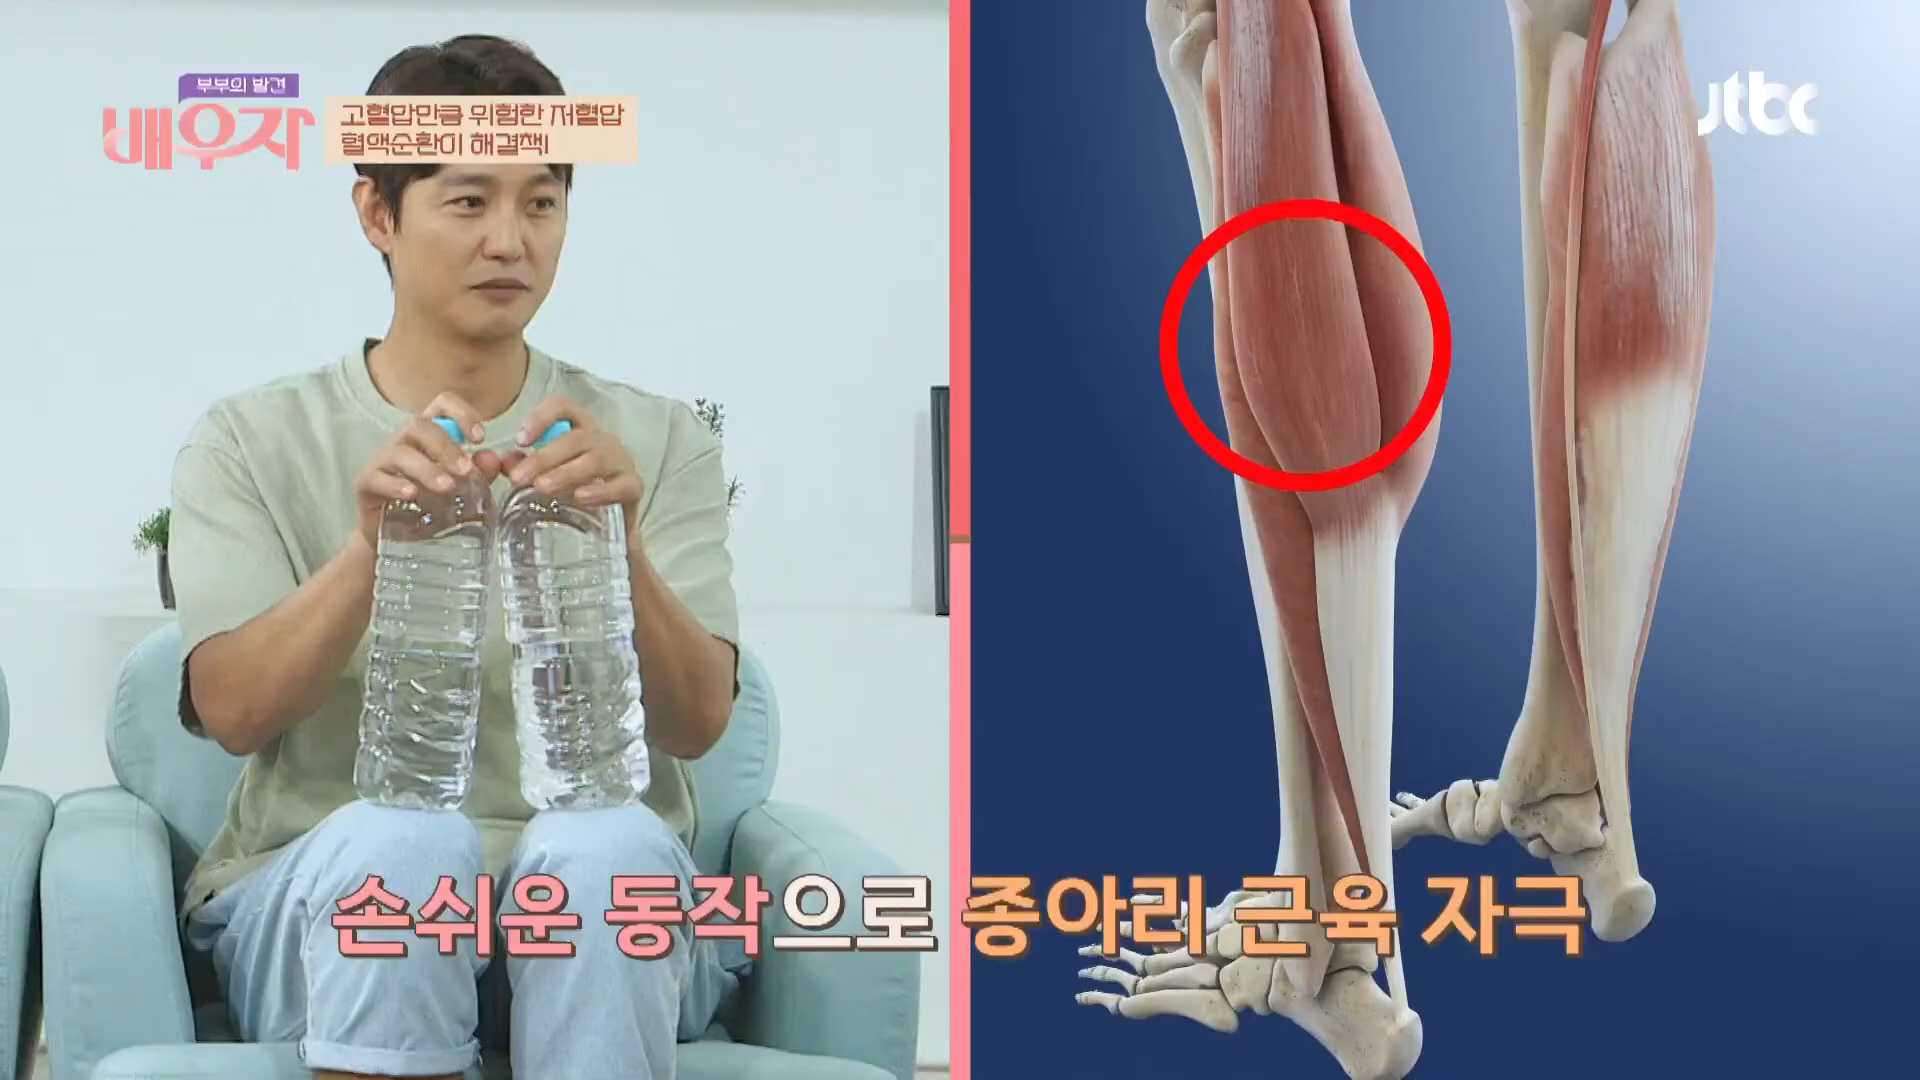 부부의 발견
배우자
고혈압만큼 위험한 저혈압
혈액순환이 해결책!
jtbc
손쉬운 동작으로 종아리 근육 자극